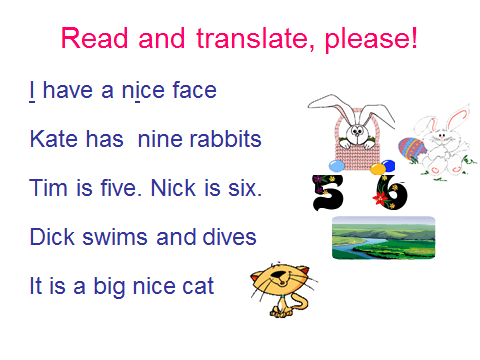 Read and translate, please!
I have a nice face
Kate has nine rabbits
Tim is five. Nick is six.
5 6
Dick swims and dives
It is a big nice cat